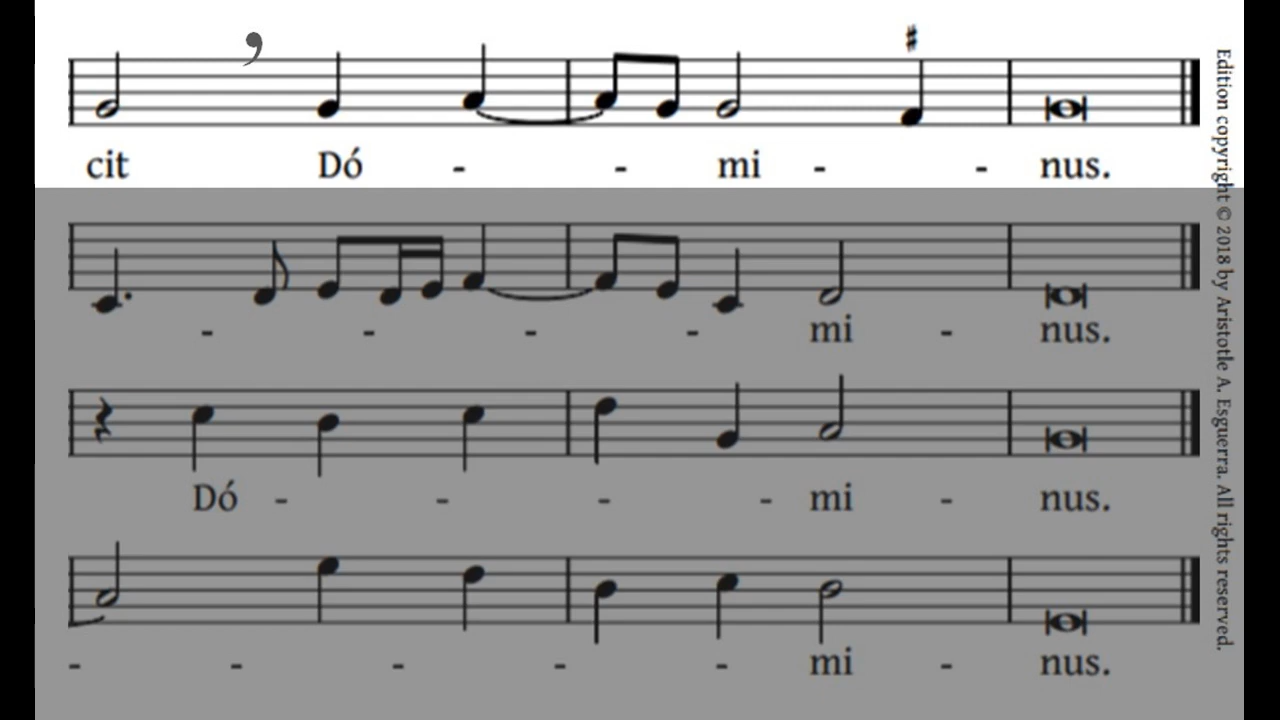 cit Dó - - mi - - nus.
- - - - mi - nus.
Dó - - - - mi - nus.
- - - - - mi - nus.
Edition copyright © 2018 by Aristotle A. Esguerra. All rights reserved.